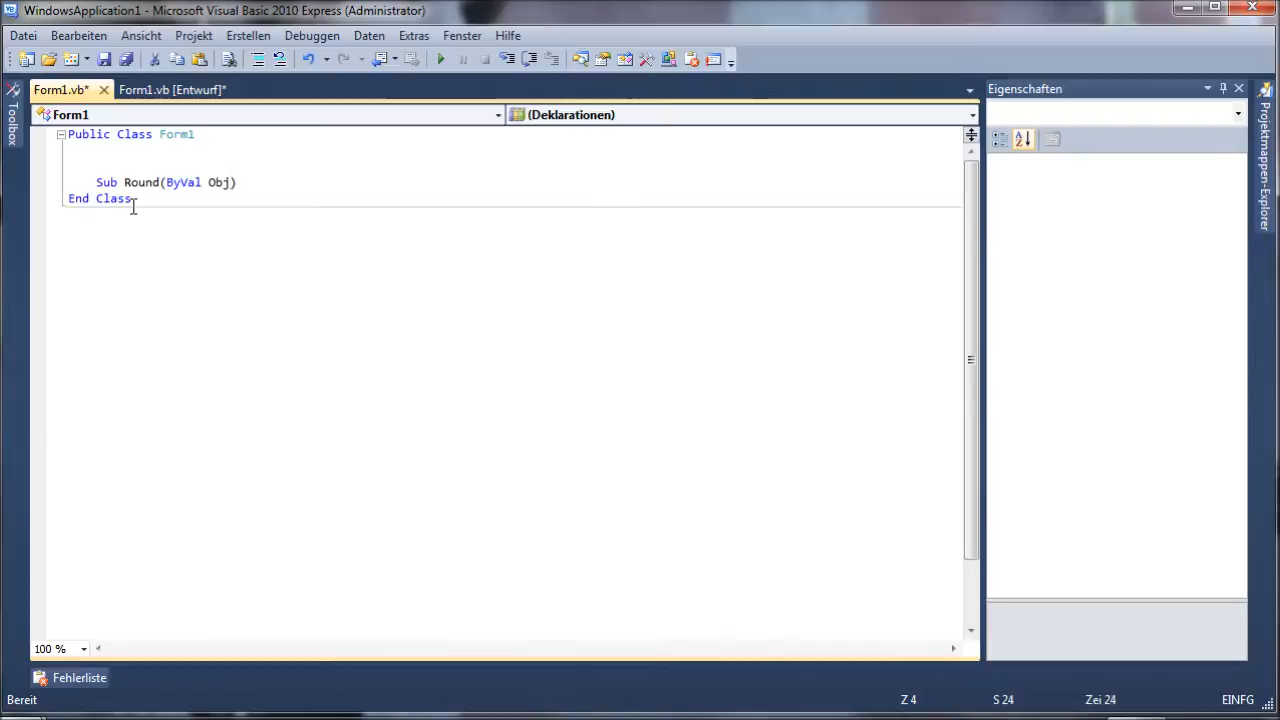 WindowsApplication1 - Microsoft Visual Basic 2010 Express (Administrator)
Datei Bearbeiten Ansicht Projekt Erstellen Debuggen Daten Extras Fenster Hilfe
Form1.vb* Form1.vb [Entwurf]*
Form1 (Deklarationen)
Public Class Form1
Sub Round(ByVal Obj)
End Class
100 %
Toolbox
Eigenschaften
Projektmappen-Explorer
Fehlerliste
Bereit Z 4 S 24 Zei 24 EINFG